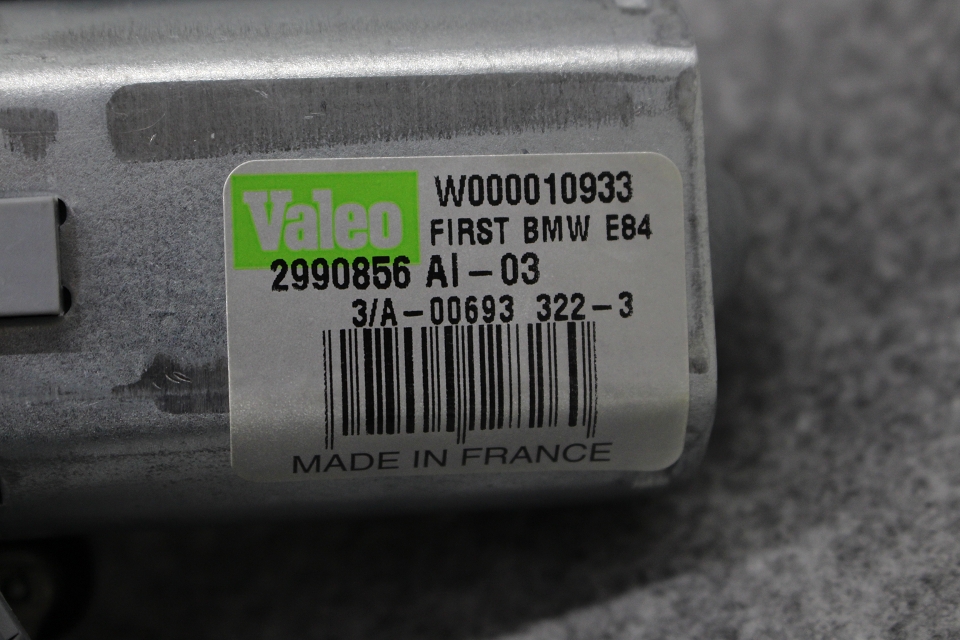 Valeo W000010933
FIRST BMW E84
2990856 AI-03
3/A-00693 322-3
MADE IN FRANCE